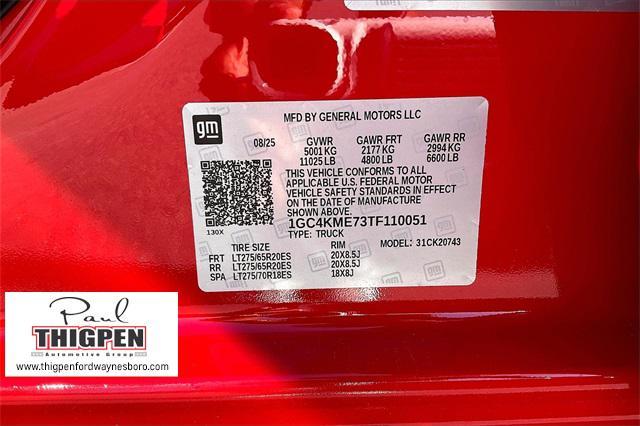 gm
MFD BY GENERAL MOTORS LLC
08/25 GVWR GAWR FRT GAWR RR
5001 KG 2177 KG 2994 KG
11025 LB 4800 LB 6600 LB
THIS VEHICLE CONFORMS TO ALL
APPLICABLE U.S. FEDERAL MOTOR
VEHICLE SAFETY STANDARDS IN EFFECT
ON THE DATE OF MANUFACTURE
SHOWN ABOVE.
1GC4KME73TF110051
130X TYPE: TRUCK
TIRE SIZE RIM MODEL: 31CK20743
FRT LT275/65R20ES 20X8.5J
RR LT275/65R20ES 20X8.5J
SPA LT275/70R18ES 18X8J
Paul
THIGPEN
Automotive Group
www.thigpenfordwaynesboro.com